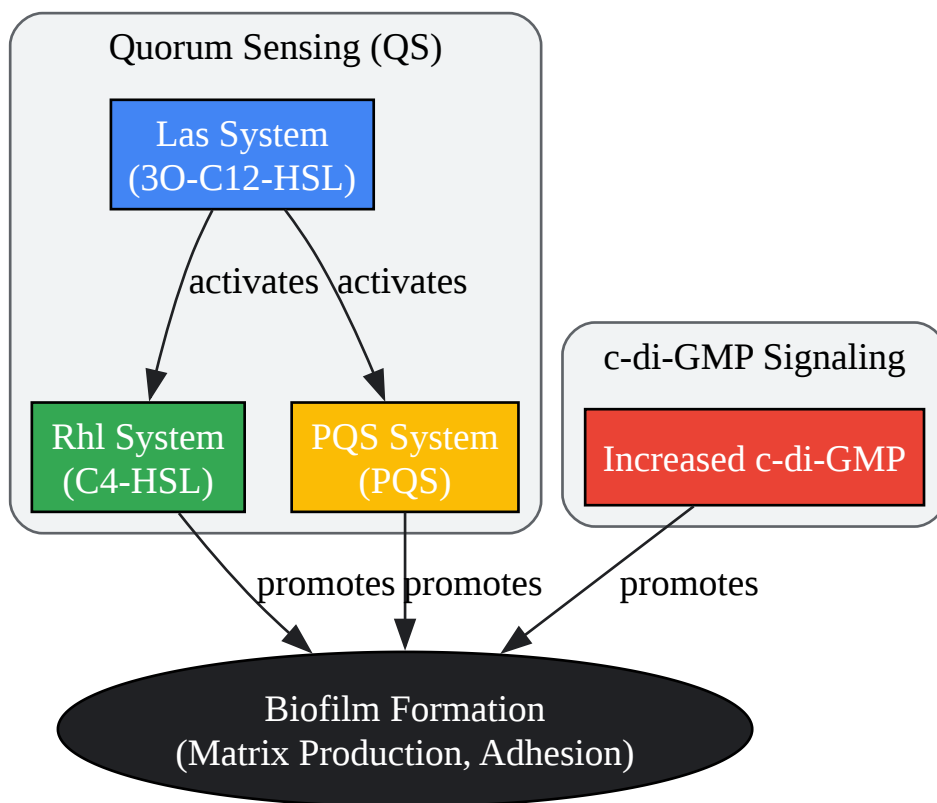 Quorum Sensing (QS)
Las System
(3O-C12-HSL)
activates
activates
c-di-GMP Signaling
Rhl System
(C4-HSL)
PQS System
(PQS)
Increased c-di-GMP
promotes
promotes
promotes
Biofilm Formation
(Matrix Production, Adhesion)